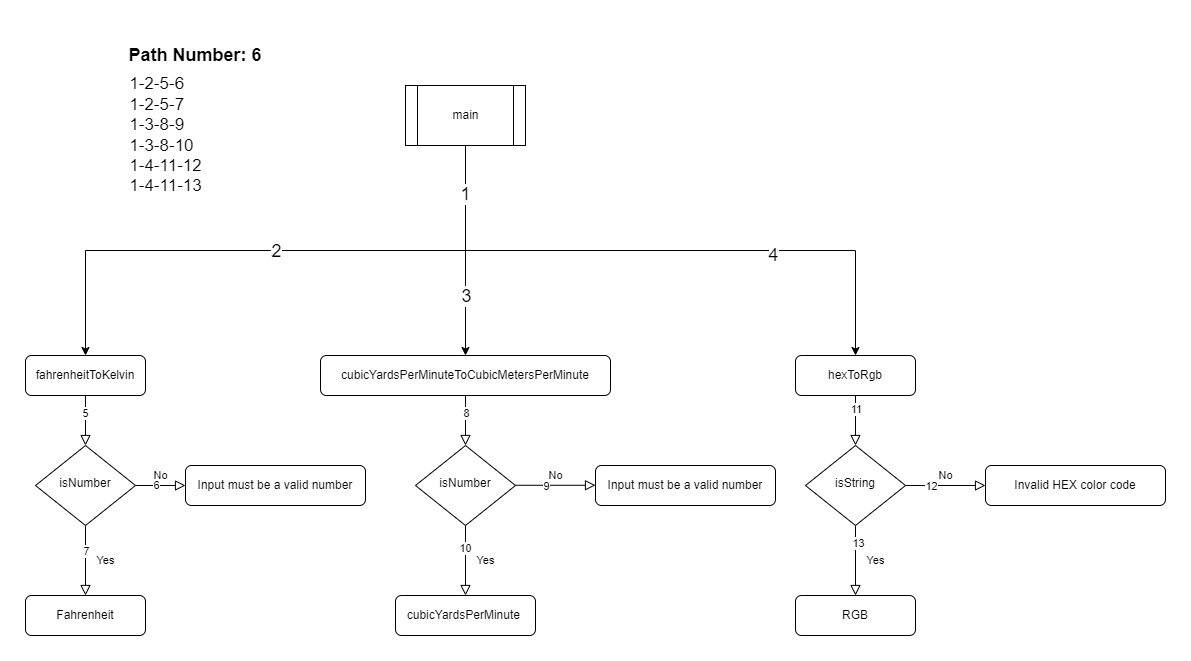 Path Number: 6
1-2-5-6
1-2-5-7
1-3-8-9
1-3-8-10
1-4-11-12
1-4-11-13
main
1
2
4
3
fahrenheitToKelvin
cubicYardsPerMinuteToCubicMetersPerMinute
hexToRgb
5
8
11
isNumber
No
6
Input must be a valid number
isNumber
No
9
Input must be a valid number
isString
No
12
Invalid HEX color code
7
Yes
10
Yes
13
Yes
Fahrenheit
cubicYardsPerMinute
RGB